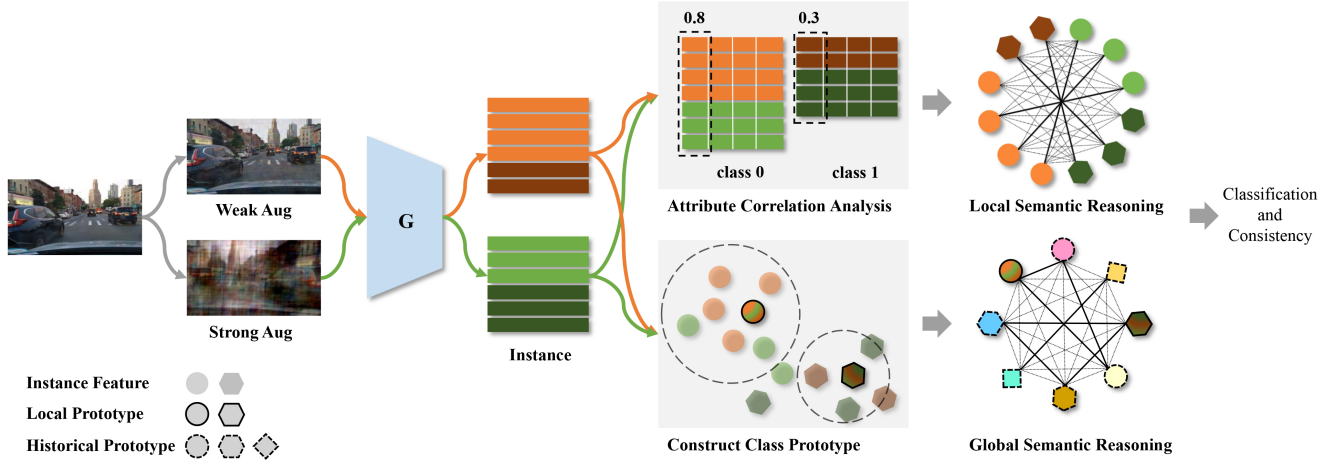 0.8
0.3
class 0
class 1
Attribute Correlation Analysis
Local Semantic Reasoning
Weak Aug
G
Classification
and
Consistency
Strong Aug
Instance
Instance Feature
Local Prototype
Historical Prototype
Construct Class Prototype
Global Semantic Reasoning